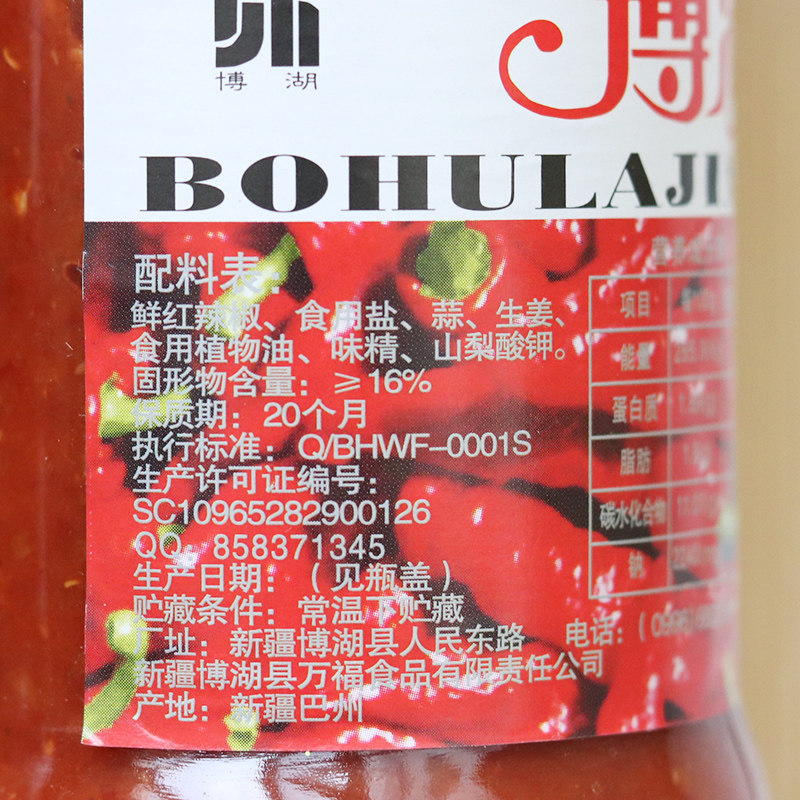 博湖
博
BOHULAJI
配料表：
鲜红辣椒、食用盐、蒜、生姜、
食用植物油、味精、山梨酸钾。
固形物含量：≥16%
保质期：20个月
执行标准：Q/BHWF-0001S
生产许可证编号：
SC10965282900126
QQ：858371345
生产日期：（见瓶盖）
贮藏条件：常温下贮藏
厂址：新疆博湖县人民东路 电话：（0996）
新疆博湖县万福食品有限责任公司
产地：新疆巴州
项目
能量
蛋白质
脂肪
碳水化合物
钠